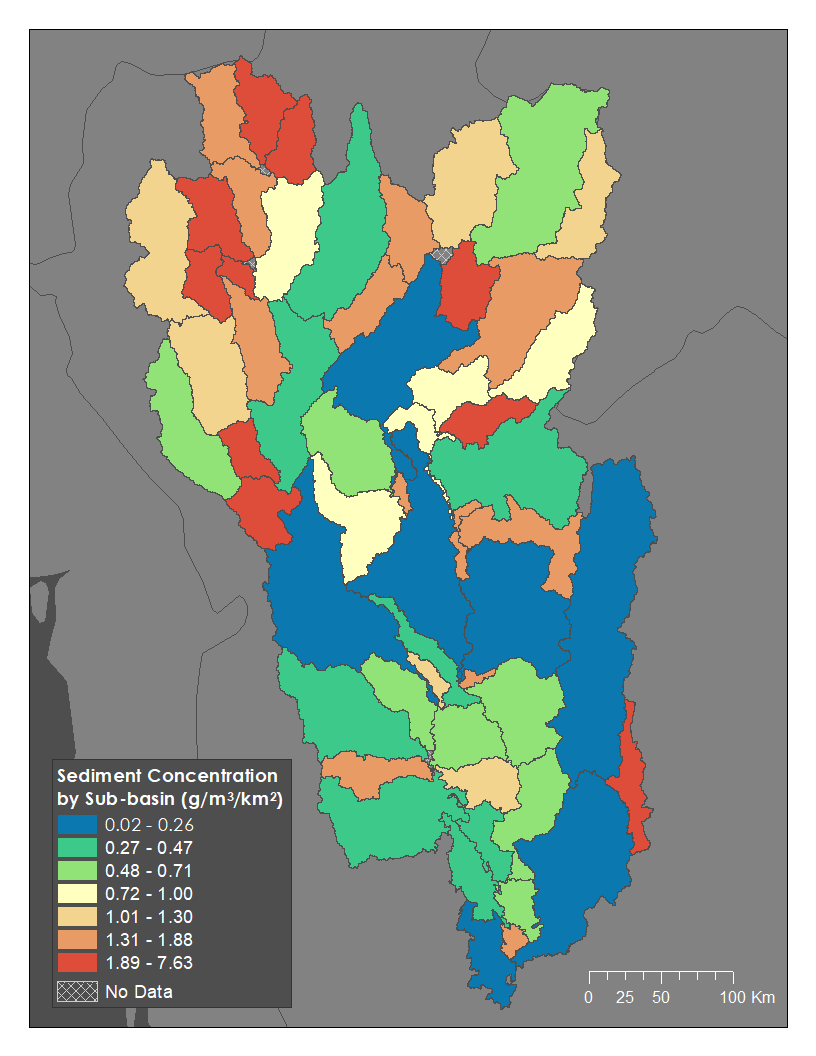 Sediment Concentration
by Sub-basin (g/m³/km²)
0.02 - 0.26
0.27 - 0.47
0.48 - 0.71
0.72 - 1.00
1.01 - 1.30
1.31 - 1.88
1.89 - 7.63
No Data
0 25 50 100 Km